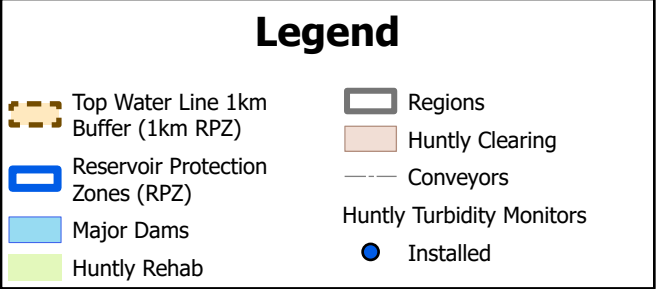 Legend
Top Water Line 1km
Buffer (1km RPZ)
Reservoir Protection
Zones (RPZ)
Major Dams
Huntly Rehab
Regions
Huntly Clearing
Conveyors
Huntly Turbidity Monitors
Installed